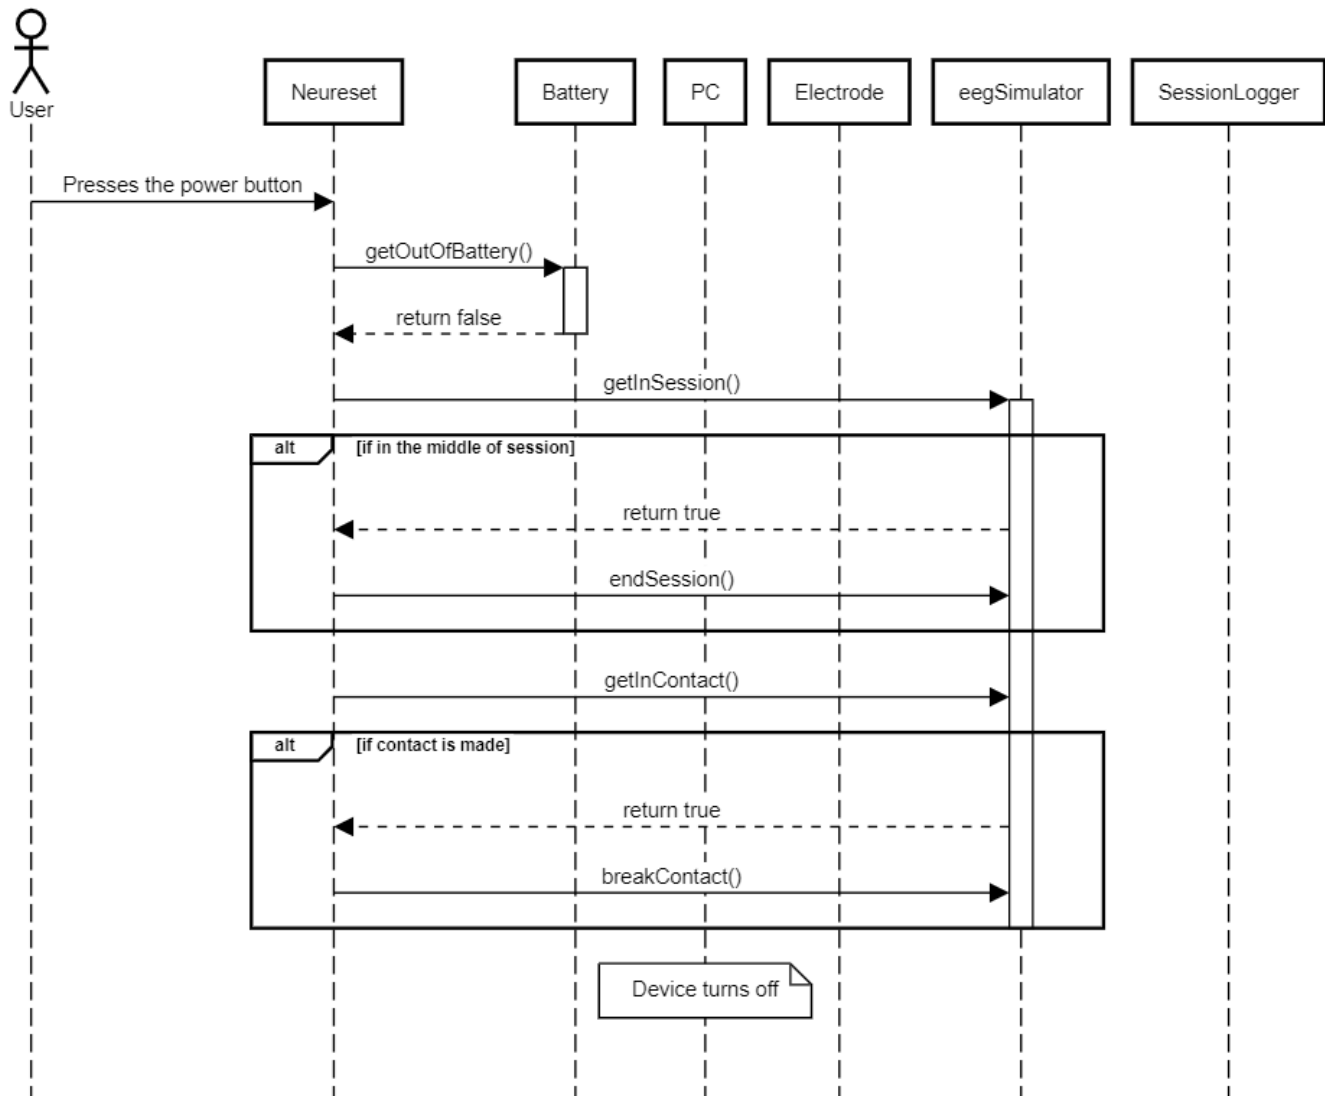 User
Neureset
Battery
PC
Electrode
eegSimulator
SessionLogger
Presses the power button
getOutOfBattery()
return false
getInSession()
alt
[if in the middle of session]
return true
endSession()
getInContact()
alt
[if contact is made]
return true
breakContact()
Device turns off